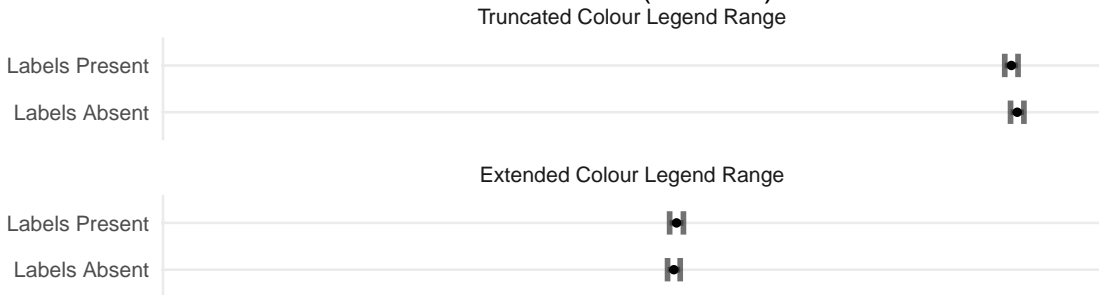 Truncated Colour Legend Range
Labels Present
Labels Absent
Extended Colour Legend Range
Labels Present
Labels Absent